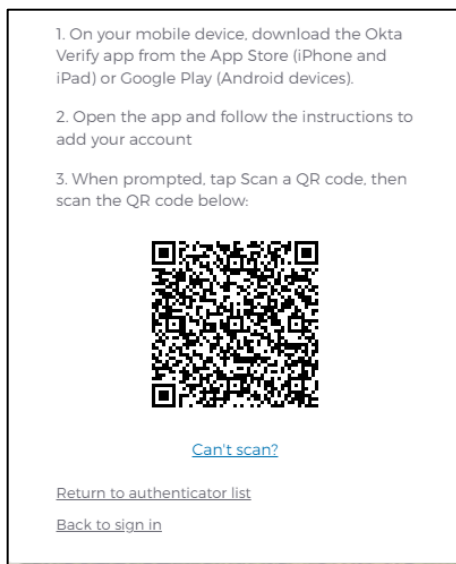 1. On your mobile device, download the Okta
Verify app from the App Store (iPhone and
iPad) or Google Play (Android devices).
2. Open the app and follow the instructions to
add your account
3. When prompted, tap Scan a QR code, then
scan the QR code below:
Can't scan?
Return to authenticator list
Back to sign in